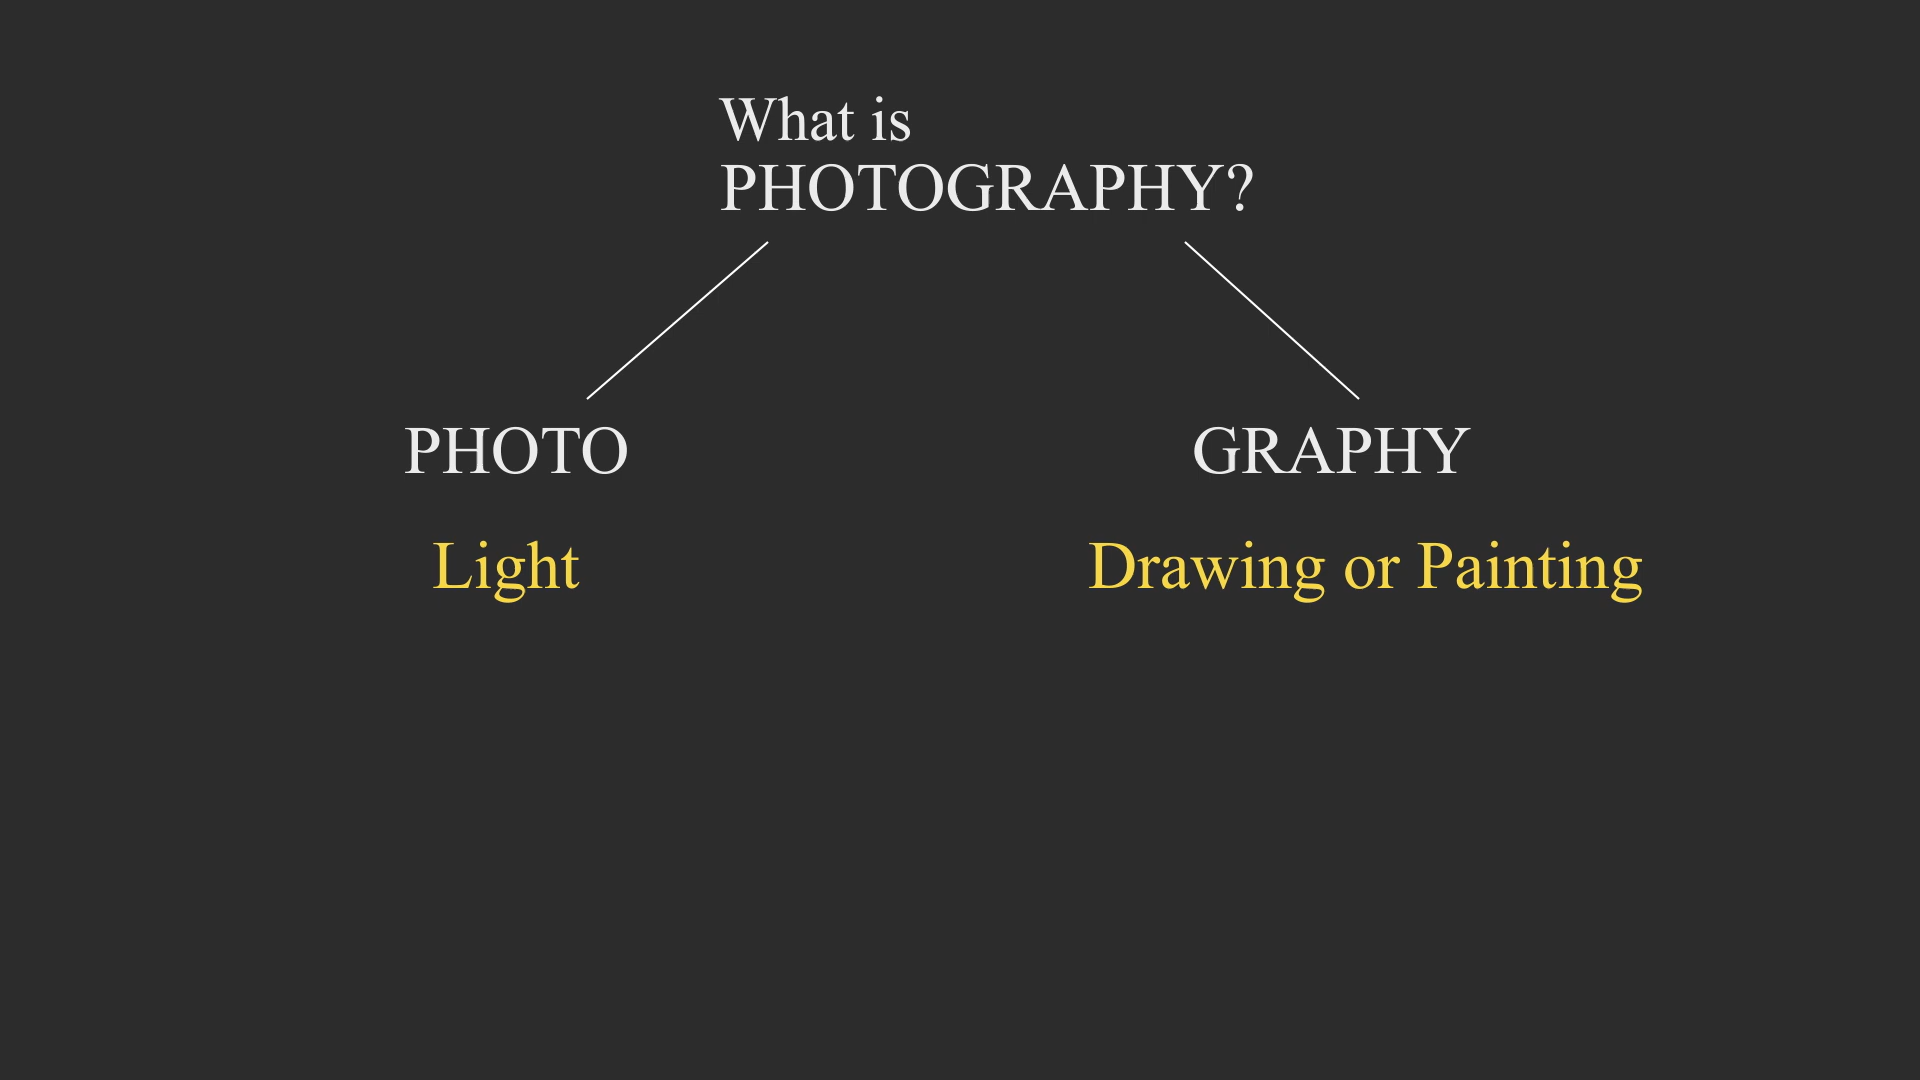 What is
PHOTOGRAPHY?
PHOTO
GRAPHY
Light
Drawing or Painting